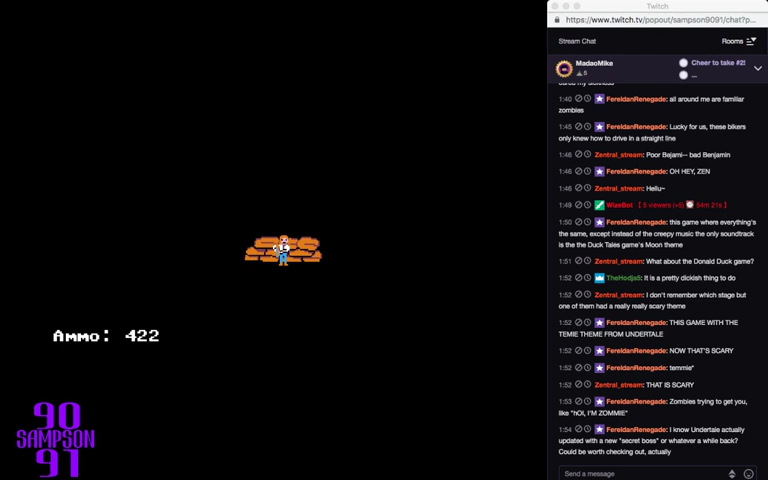 Twitch
https://www.twitch.tv/popout/sampson9091/chat?p...
Stream Chat
Rooms
MadaoMike
6
Cheer to take #2!
...
1:40 FereldanRenegade: all around me are familiar
zombies
1:45 FereldanRenegade: Lucky for us, these bikers
only knew how to drive in a straight line
1:46 Zentral_stream: Poor Bejami— bad Benjamin
1:46 FereldanRenegade: OH HEY, ZEN
1:46 Zentral_stream: Hellu~
1:48 WiasBot: [ 5 viewers (+5) 54m 21s ]
1:50 FereldanRenegade: this game where everything's
the same, except instead of the creepy music the only soundtrack
is the the Duck Tales game's Moon theme
1:51 Zentral_stream: What about the Donald Duck game?
1:52 TheHodja5: It is a pretty dickish thing to do
1:52 Zentral_stream: I don't remember which stage but
one of them had a really really scary theme
1:52 FereldanRenegade: THIS GAME WITH THE
TEMIE THEME FROM UNDERTALE
1:52 FereldanRenegade: NOW THAT'S SCARY
1:52 FereldanRenegade: temmie*
1:52 Zentral_stream: THAT IS SCARY
1:53 FereldanRenegade: Zombies trying to get you,
like "hOI, I'M ZOMMIE"
1:54 FereldanRenegade: I know Undertale actually
updated with a new "secret boss" or whatever a while back?
Could be worth checking out, actually
Send a message
Ammo: 422
90
SAMPSON
91